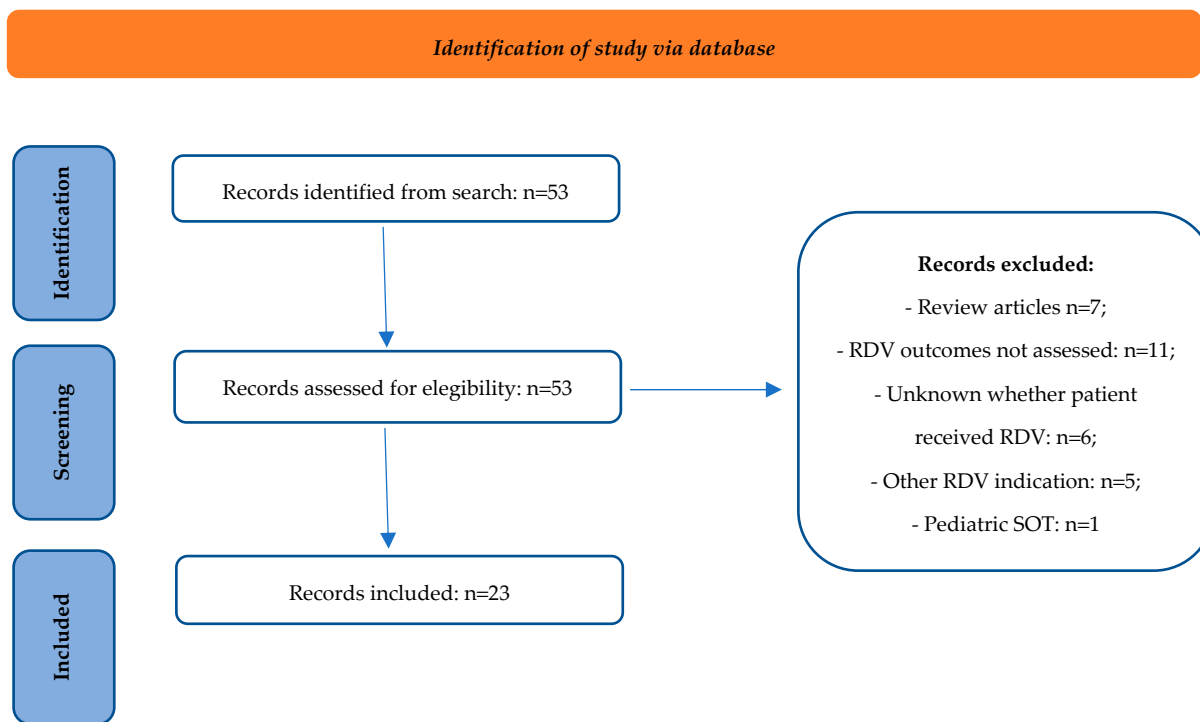 Identification of study via database
Identification
Records identified from search: n=53
Screening
Records assessed for elegibility: n=53
Records excluded:
- Review articles n=7;
- RDV outcomes not assessed: n=11;
- Unknown whether patient
received RDV: n=6;
- Other RDV indication: n=5;
- Pediatric SOT: n=1
Included
Records included: n=23